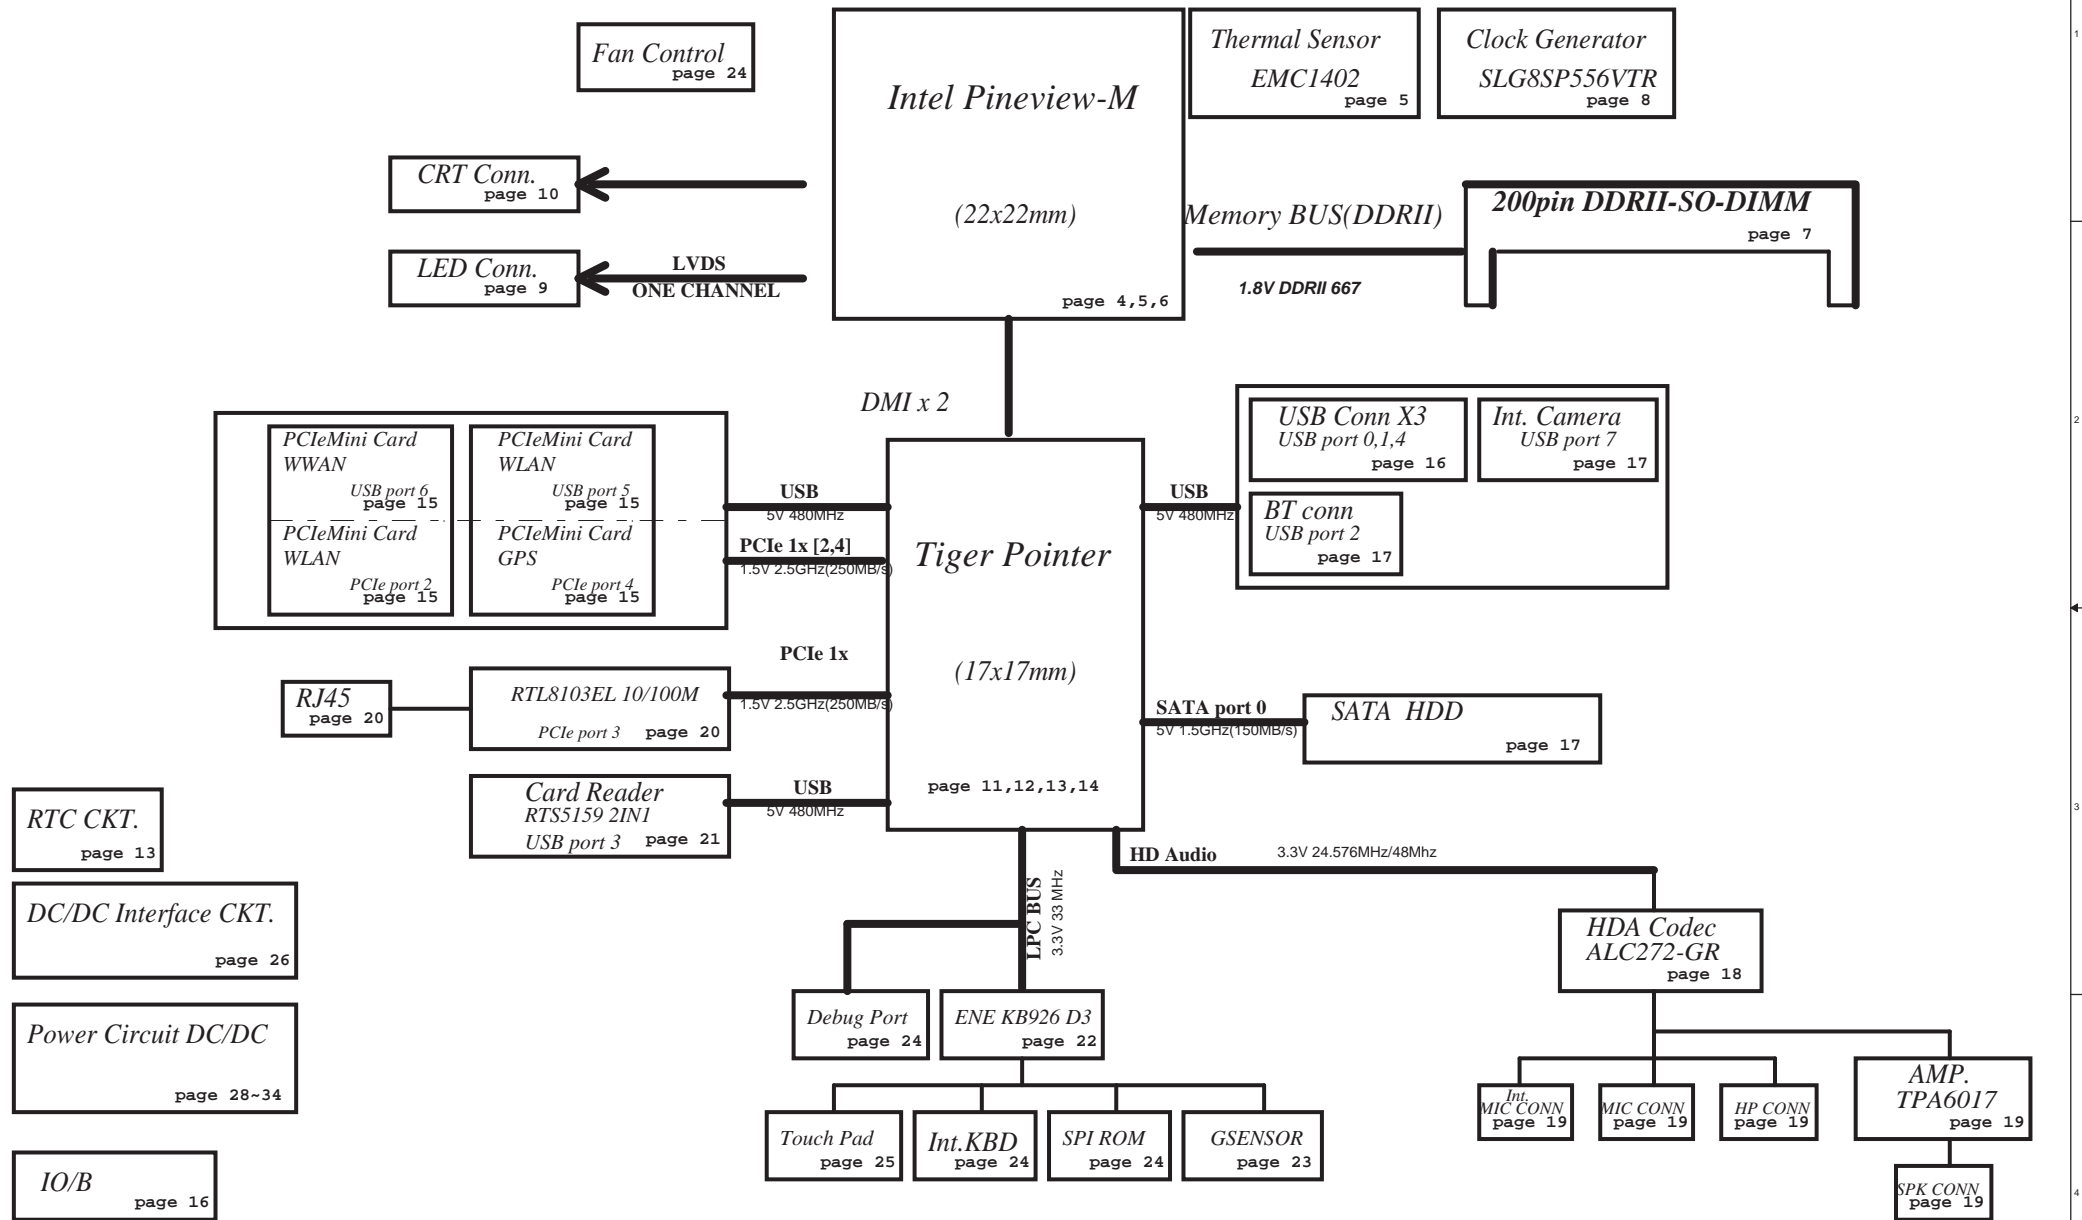 Fan Control
page 24
Intel Pineview-M
(22x22mm)
page 4,5,6
Thermal Sensor
EMC1402
page 5
Clock Generator
SLG8SP556VTR
page 8
1
CRT Conn.
page 10
LED Conn.
page 9
LVDS
ONE CHANNEL
Memory BUS(DDRII)
1.8V DDRII 667
200pin DDRII-SO-DIMM
page 7
DMI x 2
2
PCIeMini Card
WWAN
USB port 6
page 15
PCIeMini Card
WLAN
USB port 5
page 15
PCIeMini Card
WLAN
PCIe port 2
page 15
PCIeMini Card
GPS
PCIe port 4
page 15
USB
5V 480MHz
PCIe 1x [2,4]
1.5V 2.5GHz(250MB/s)
Tiger Pointer
(17x17mm)
page 11,12,13,14
USB
5V 480MHz
USB Conn X3
USB port 0,1,4
page 16
Int. Camera
USB port 7
page 17
BT conn
USB port 2
page 17
PCIe 1x
1.5V 2.5GHz(250MB/s)
RJ45
page 20
RTL8103EL 10/100M
PCIe port 3 page 20
SATA port 0
5V 1.5GHz(150MB/s)
SATA HDD
page 17
Card Reader
RTS5159 2IN1
USB port 3 page 21
USB
5V 480MHz
3
RTC CKT.
page 13
DC/DC Interface CKT.
page 26
Power Circuit DC/DC
page 28~34
IO/B
page 16
LPC BUS
3.3V 33 MHz
HD Audio
3.3V 24.576MHz/48Mhz
HDA Codec
ALC272-GR
page 18
Debug Port
page 24
ENE KB926 D3
page 22
Touch Pad
page 25
Int.KBD
page 24
SPI ROM
page 24
GSENSOR
page 23
Int.
MIC CONN
page 19
MIC CONN
page 19
HP CONN
page 19
AMP.
TPA6017
page 19
SPK CONN
page 19
4